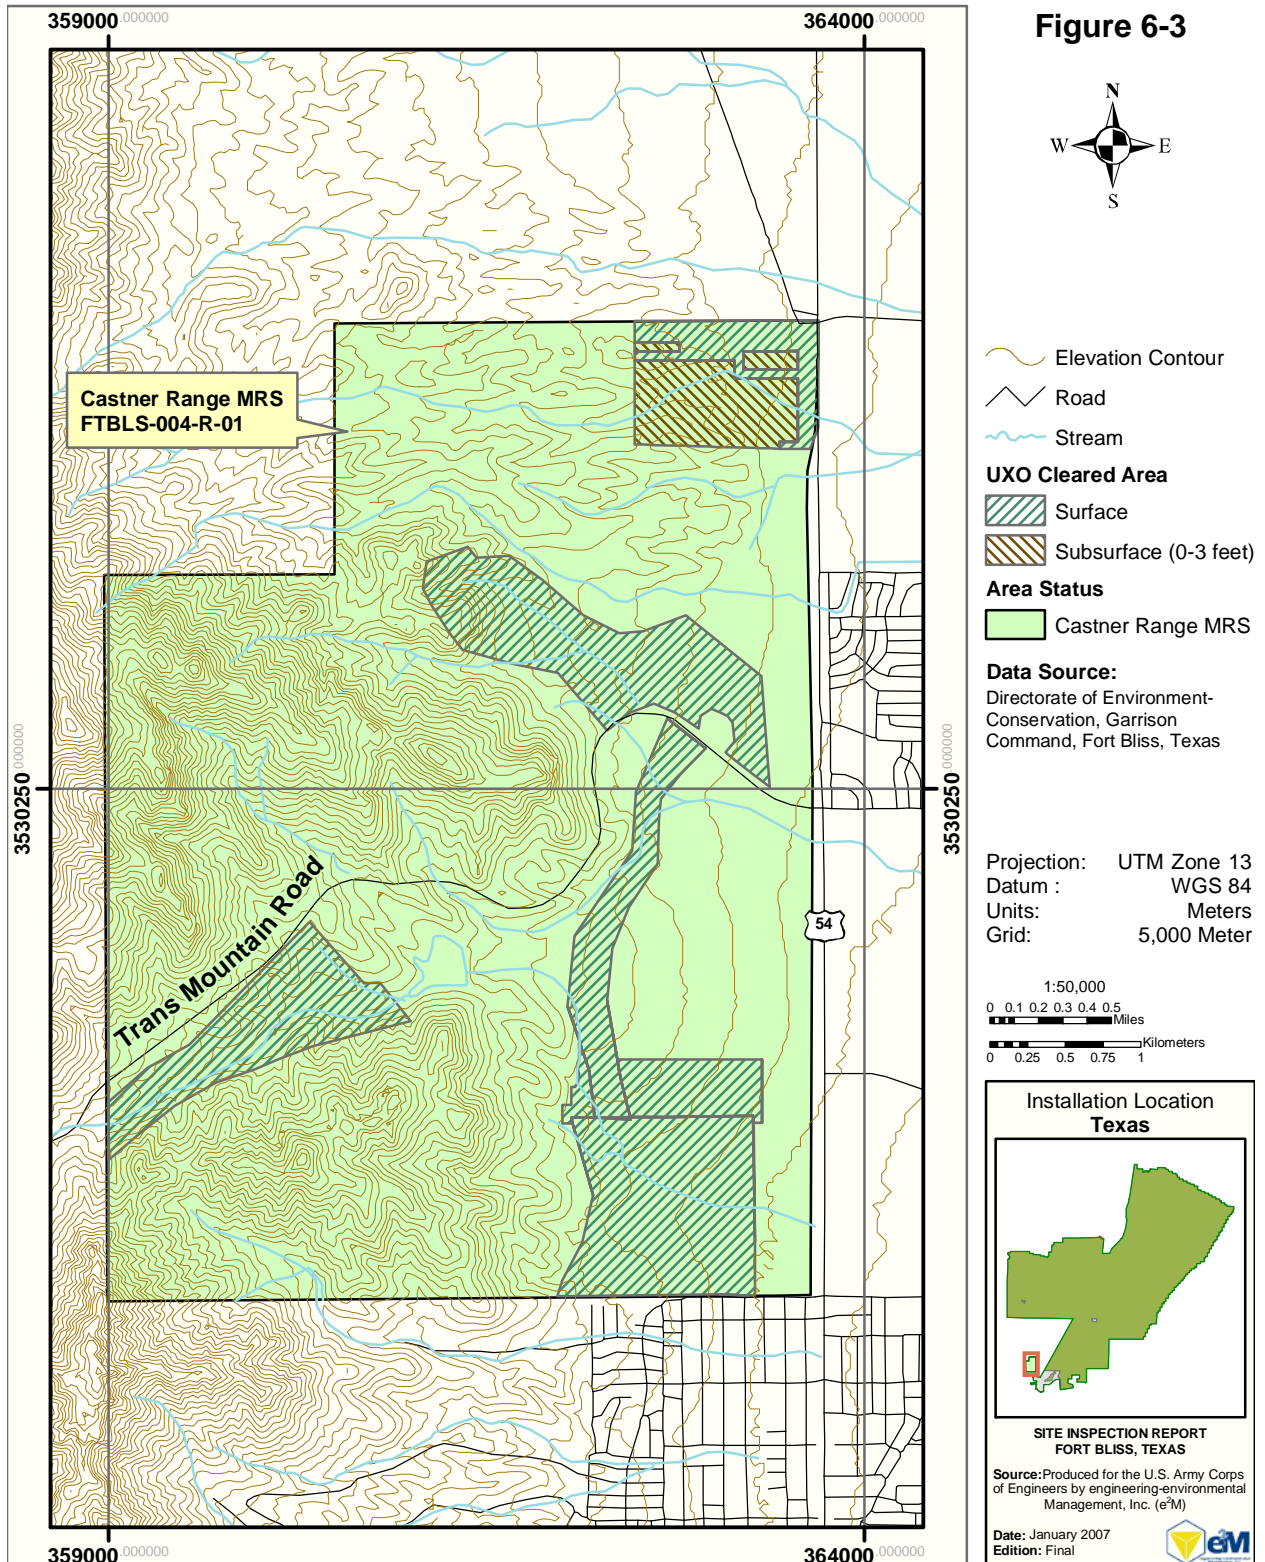 359000.000000
364000.000000
Figure 6-3
N
W
E
S
Castner Range MRS
FTBLS-004-R-01
Elevation Contour
Road
Stream
UXO Cleared Area
Surface
Subsurface (0-3 feet)
Area Status
Castner Range MRS
Data Source:
Directorate of Environment-
Conservation, Garrison
Command, Fort Bliss, Texas
3530250.000000
3530250.000000
Trans Mountain Road
54
Projection: UTM Zone 13
Datum : WGS 84
Units: Meters
Grid: 5,000 Meter
1:50,000
0 0.1 0.2 0.3 0.4 0.5
Miles
Kilometers
0 0.25 0.5 0.75 1
Installation Location
Texas
SITE INSPECTION REPORT
FORT BLISS, TEXAS
Source:Produced for the U.S. Army Corps
of Engineers by engineering-environmental
Management, Inc. (e²M)
Date: January 2007
Edition: Final
e²M
359000.000000
364000.000000